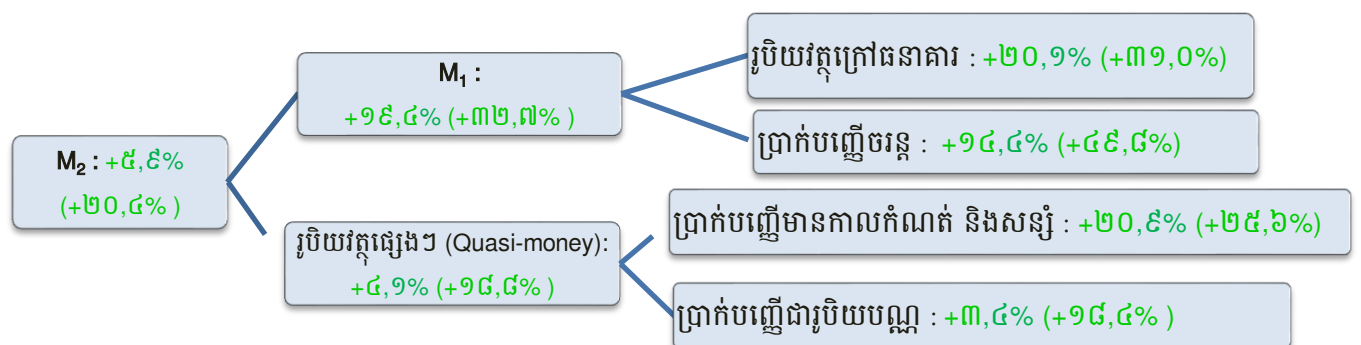 M₂ : +៥,៩%
(+២០,៤% )
M₁ :
+១៩,៤% (+៣២,៧% )
រូបិយវត្ថុផ្សេងៗ (Quasi-money):
+៤,១% (+១៨,៨% )
រូបិយវត្ថុក្រៅធនាគារ : +២០,១% (+៣១,០%)
ប្រាក់បញ្ញើចរន្ត : +១៤,៤% (+៤៩,៨%)
ប្រាក់បញ្ញើមានកាលកំណត់ និងសន្សំ : +២០,៩% (+២៥,៦%)
ប្រាក់បញ្ញើជារូបិយបណ្ណ : +៣,៤% (+១៨,៤% )